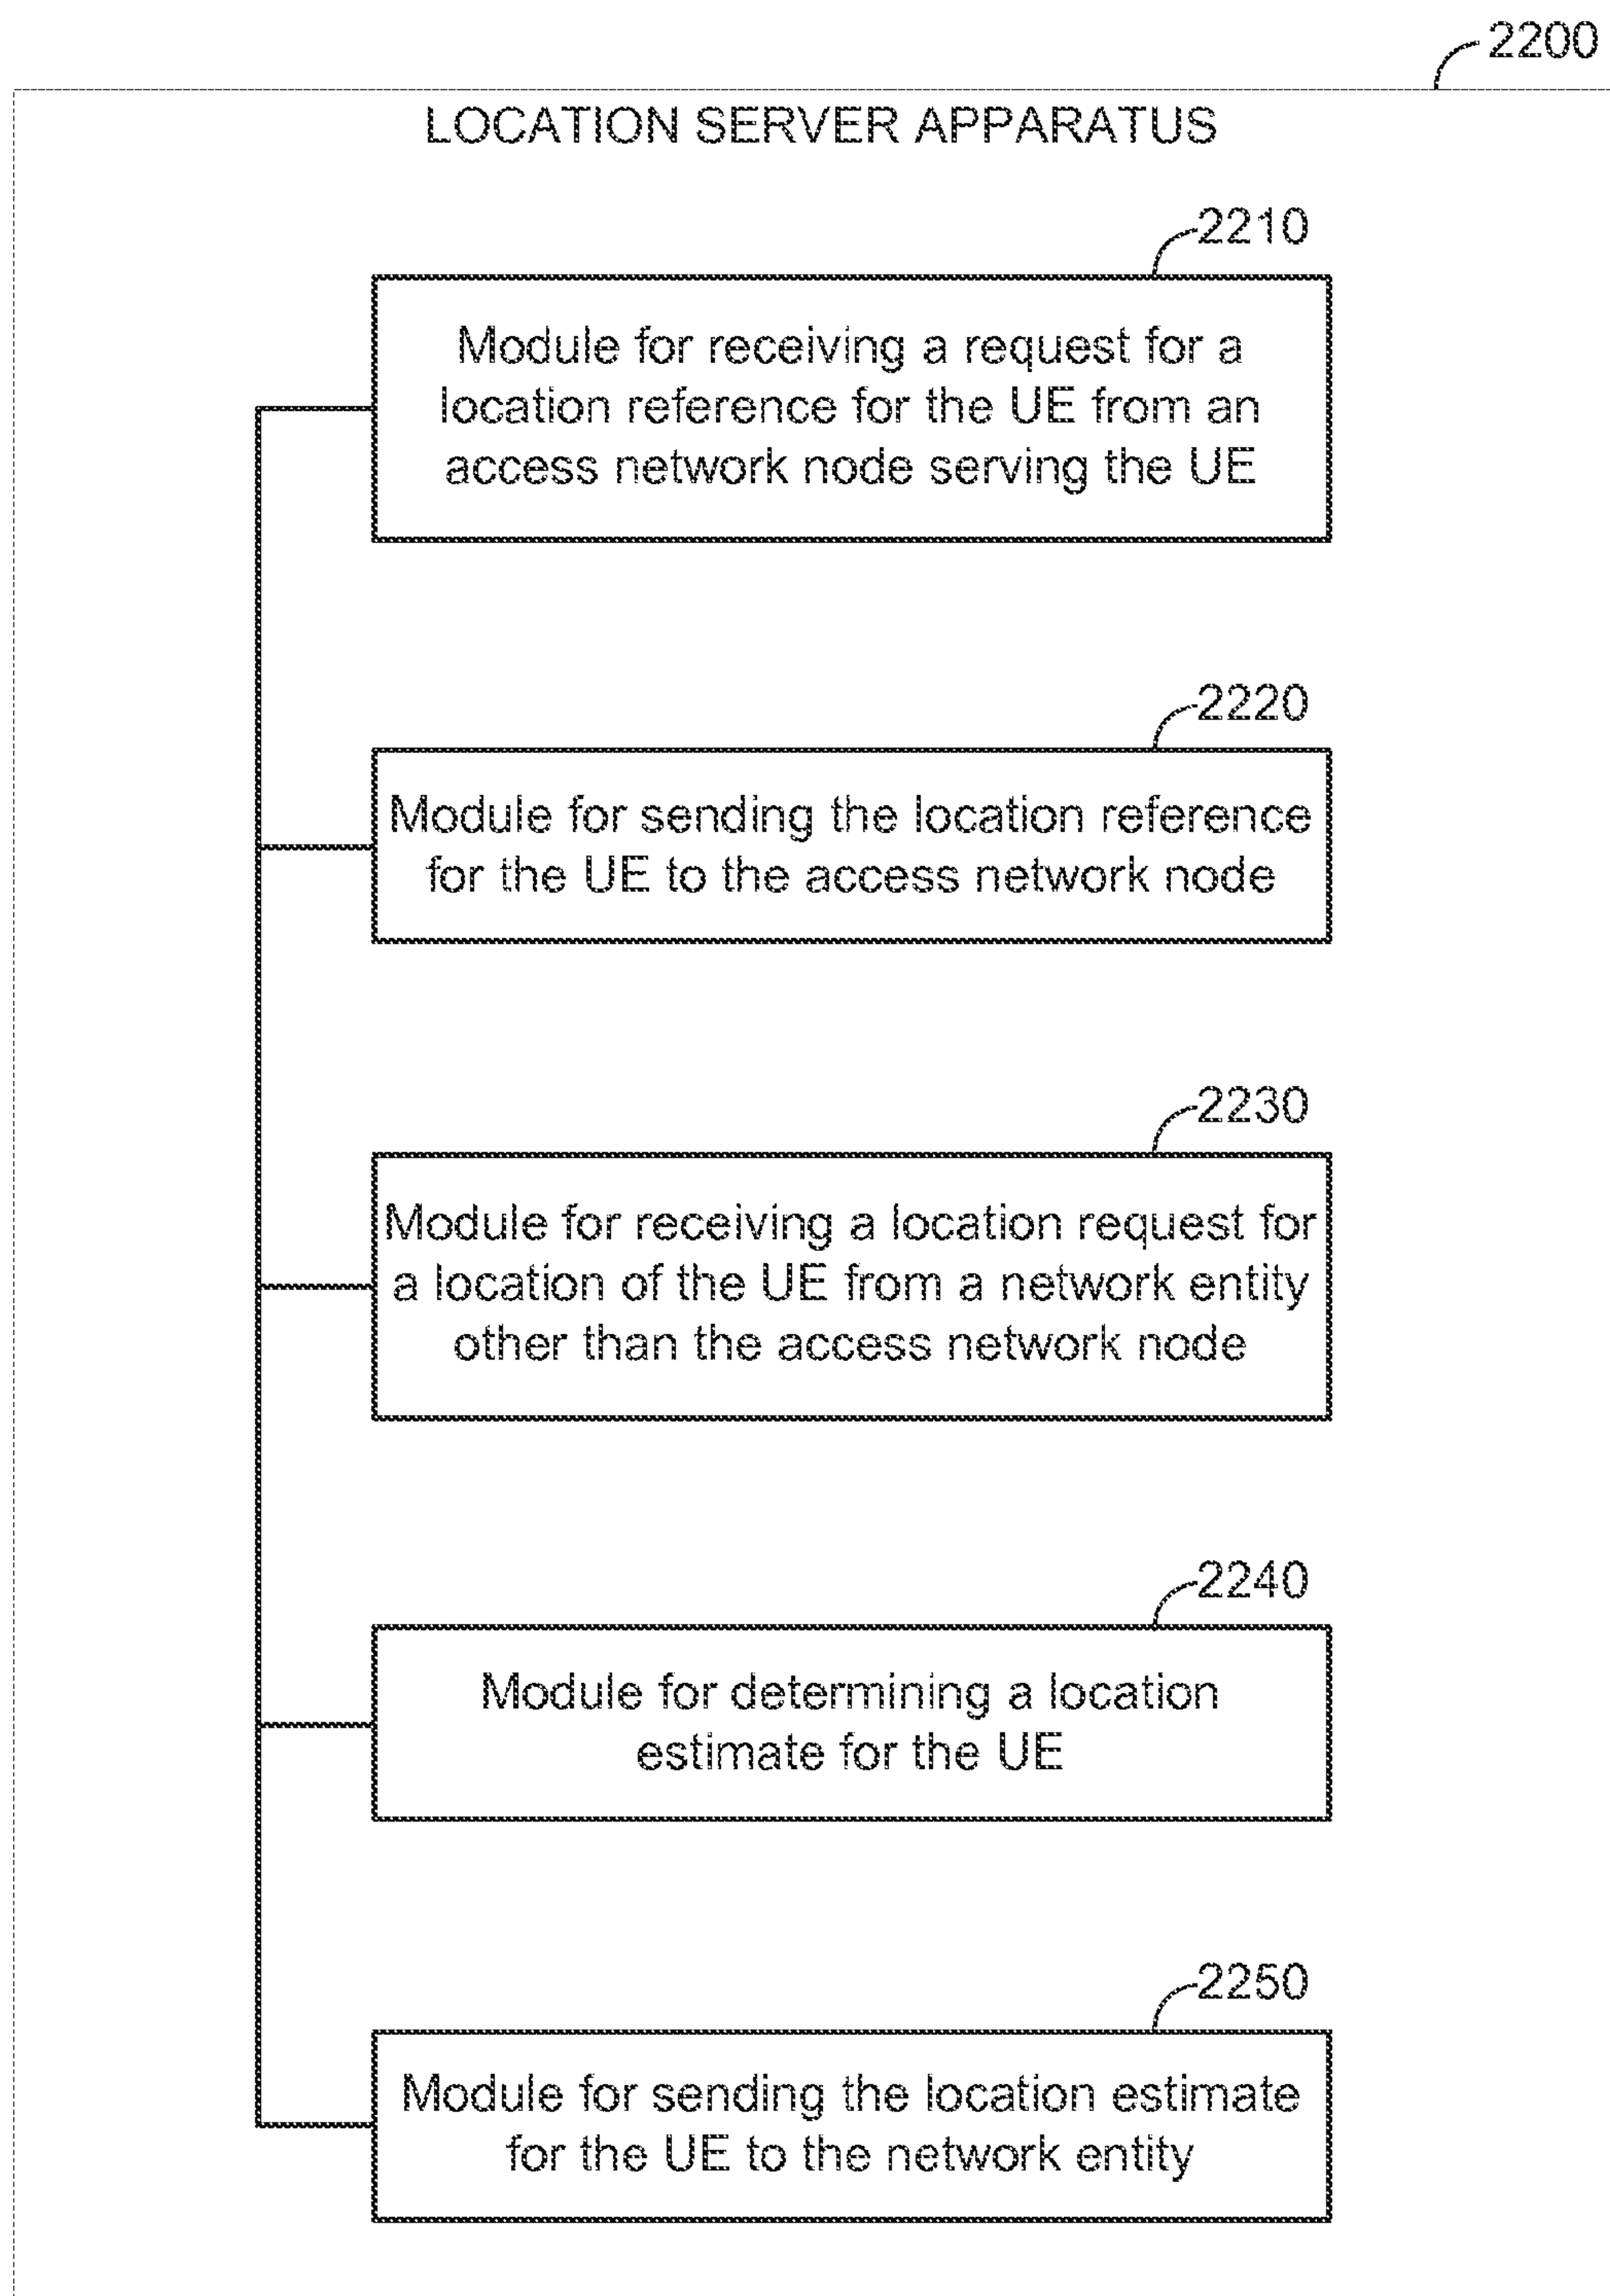 2200
LOCATION SERVER APPARATUS
2210
Module for receiving a request for a
location reference for the UE from an
access network node serving the UE
2220
Module for sending the location reference
for the UE to the access network node
2230
Module for receiving a location request for
a location of the UE from a network entity
other than the access network node
2240
Module for determining a location
estimate for the UE
2250
Module for sending the location estimate
for the UE to the network entity